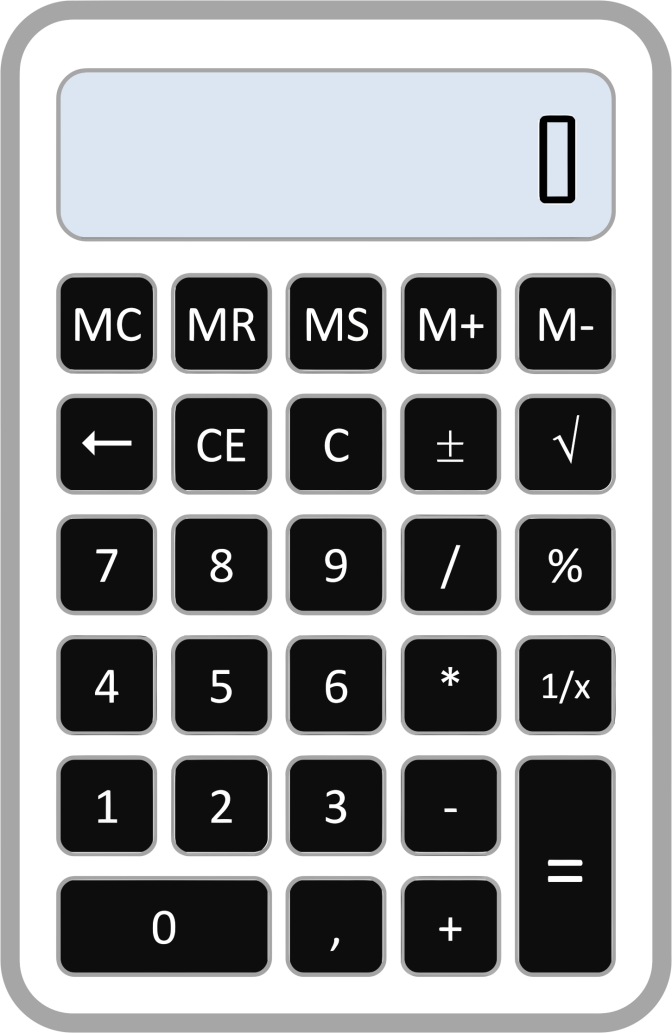 0
MC MR MS M+ M-
← CE C ± √
7 8 9 / %
4 5 6 * 1/x
1 2 3 -
=
0 , +